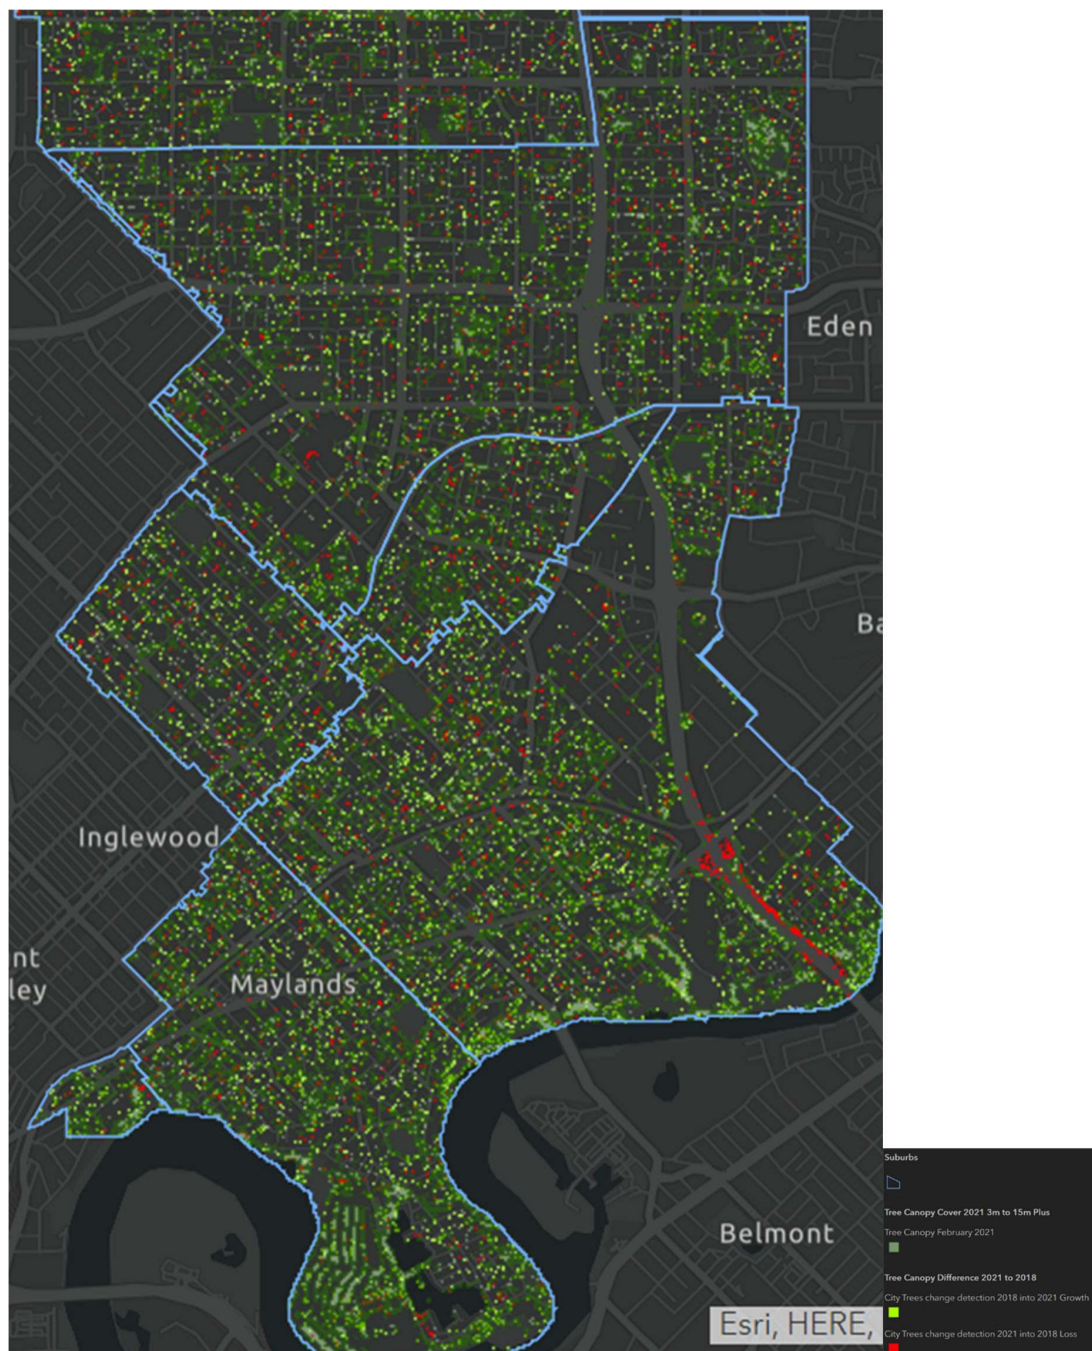 Eden
Ba
Inglewood
nt
ley
Maylands
Belmont
Esri, HERE,
Suburbs
Tree Canopy Cover 2021 3m to 15m Plus
Tree Canopy February 2021
Tree Canopy Difference 2021 to 2018
City Trees change detection 2018 into 2021 Growth
City Trees change detection 2021 into 2018 Loss